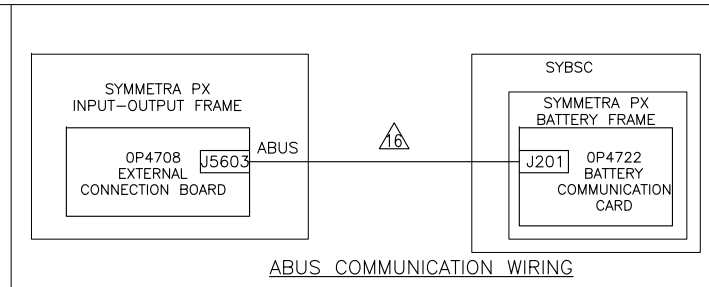 SYMMETRA PX
INPUT-OUTPUT FRAME
0P4708
EXTERNAL
CONNECTION BOARD
J5603
ABUS
16
SYBSC
SYMMETRA PX
BATTERY FRAME
J201
0P4722
BATTERY
COMMUNICATION
CARD
ABUS COMMUNICATION WIRING